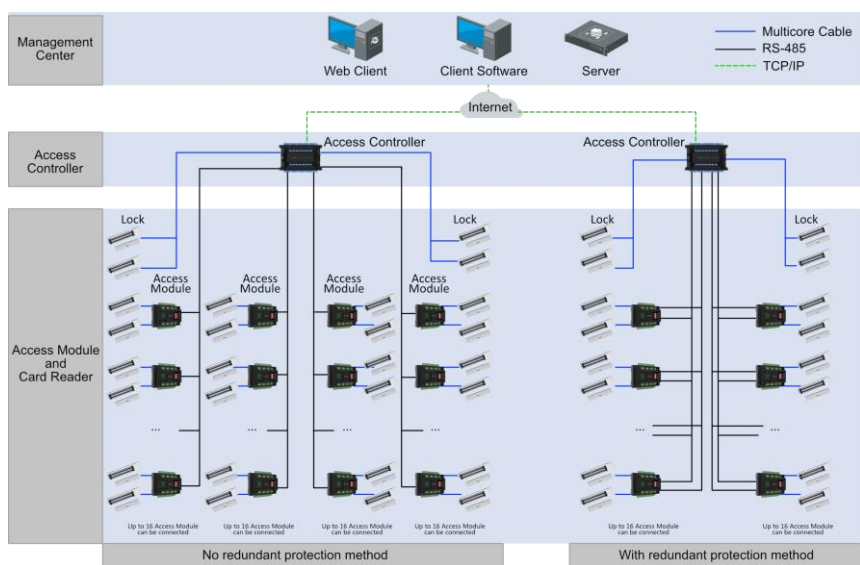 Management
Center
Web Client
Client Software
Server
Multicore Cable
RS-485
TCP/IP
Internet
Access
Controller
Access Controller
Access Controller
Access Module
and
Card Reader
Lock
Lock
Lock
Lock
Access
Module
Access
Module
Access
Module
Access
Module
...
...
...
...
...
...
Up to 16 Access Module
can be connected
Up to 16 Access Module
can be connected
Up to 16 Access Module
can be connected
Up to 16 Access Module
can be connected
Up to 16 Access Module
can be connected
Up to 16 Access Module
can be connected
No redundant protection method
With redundant protection method